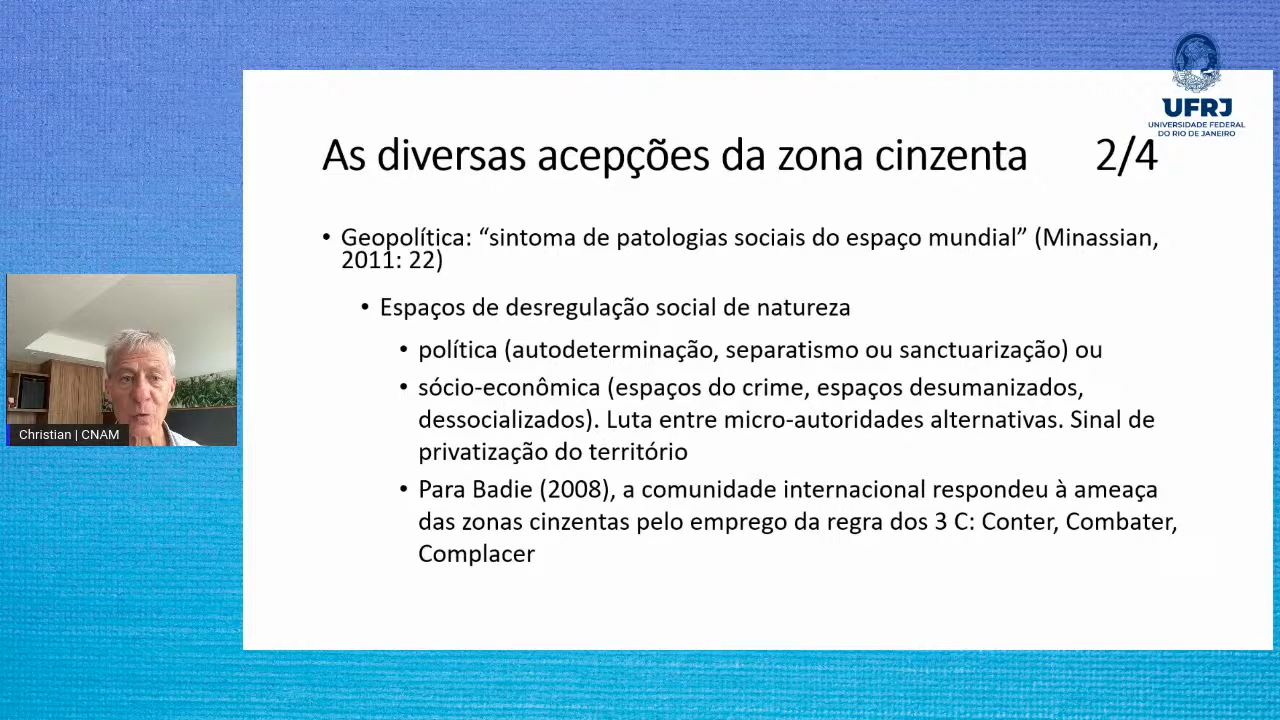 UFRJ
UNIVERSIDADE FEDERAL
DO RIO DE JANEIRO
As diversas acepções da zona cinzenta 2/4
• Geopolítica: “sintoma de patologias sociais do espaço mundial” (Minassian,
2011: 22)
• Espaços de desregulação social de natureza
• política (autodeterminação, separatismo ou sanctuarização) ou
• sócio-econômica (espaços do crime, espaços desumanizados,
dessocializados). Luta entre micro-autoridades alternativas. Sinal de
privatização do território
• Para Badie (2008), a comunidade internacional respondeu à ameaça
das zonas cinzentas pelo emprego da regra dos 3 C: Conter, Combater,
Complacer
Christian | CNAM